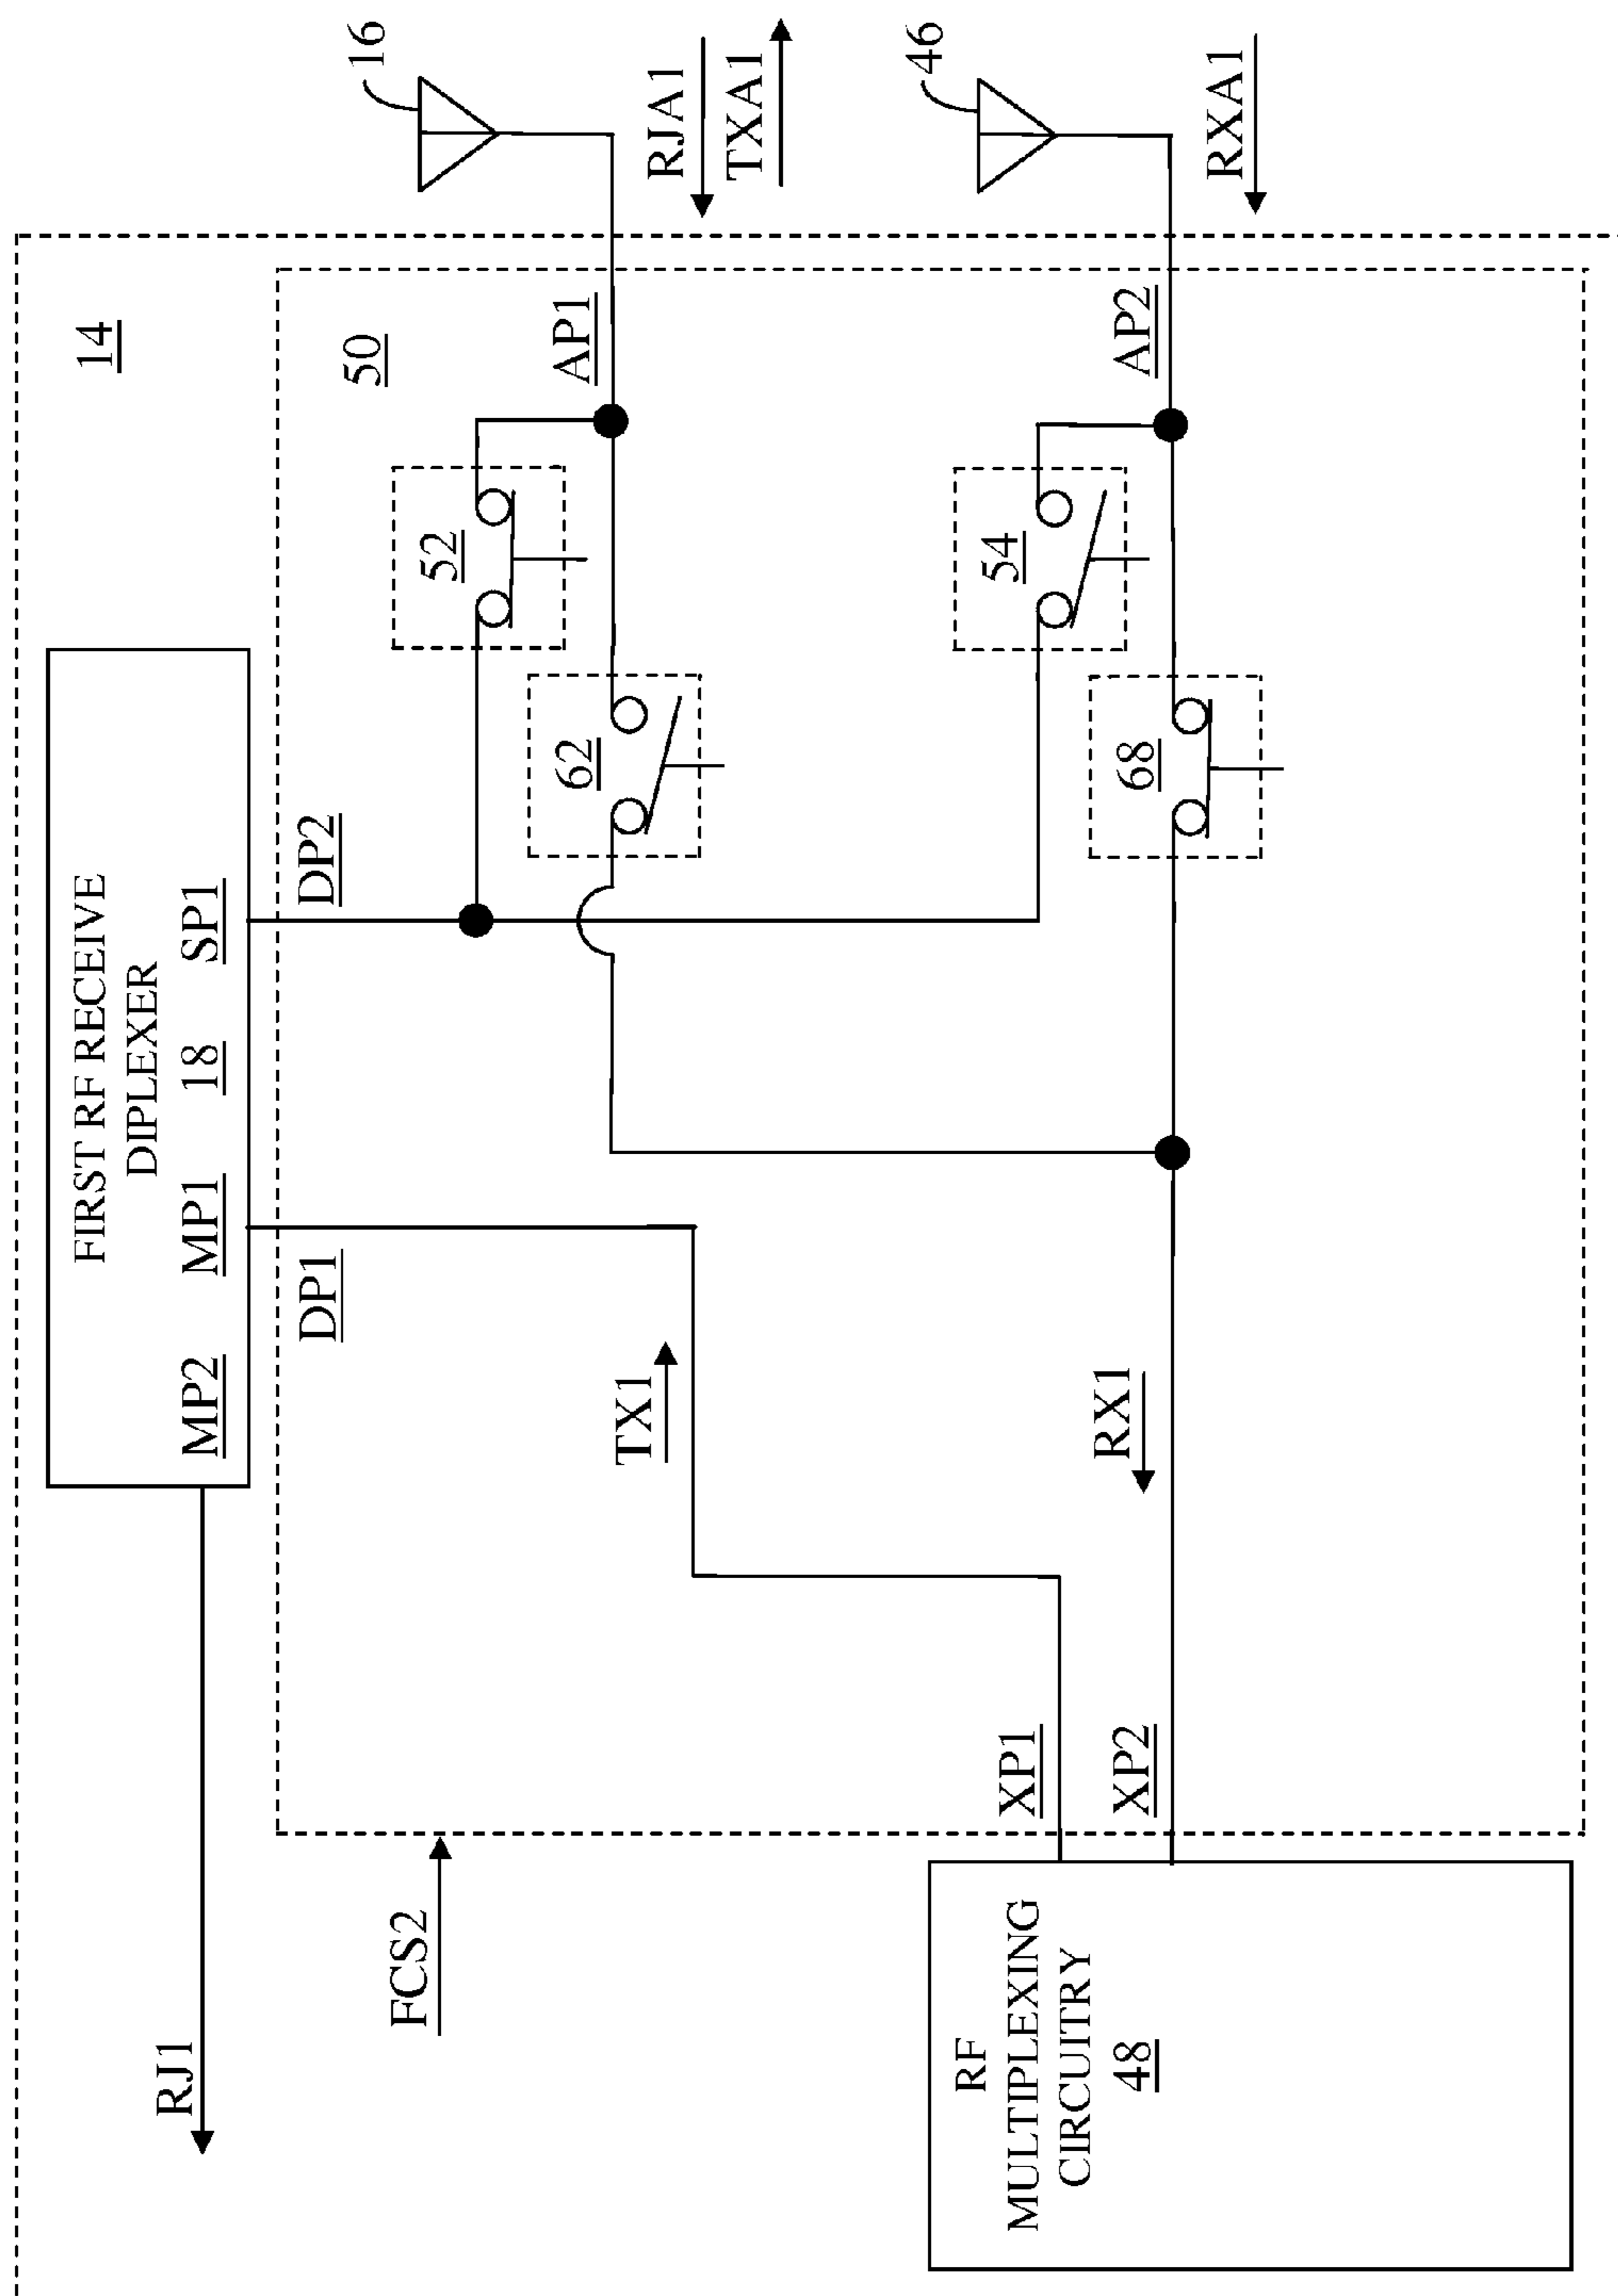 14
FIRST RF RECEIVE
DIPLEXER
MP2
MP1
18
SP1
RJ1
DP1
DP2
50
FCS2
52
AP1
16
62
RJA1
TXA1
TX1
54
AP2
46
68
RXA1
RX1
XP1
XP2
RF
MULTIPLEXING
CIRCUITRY
48